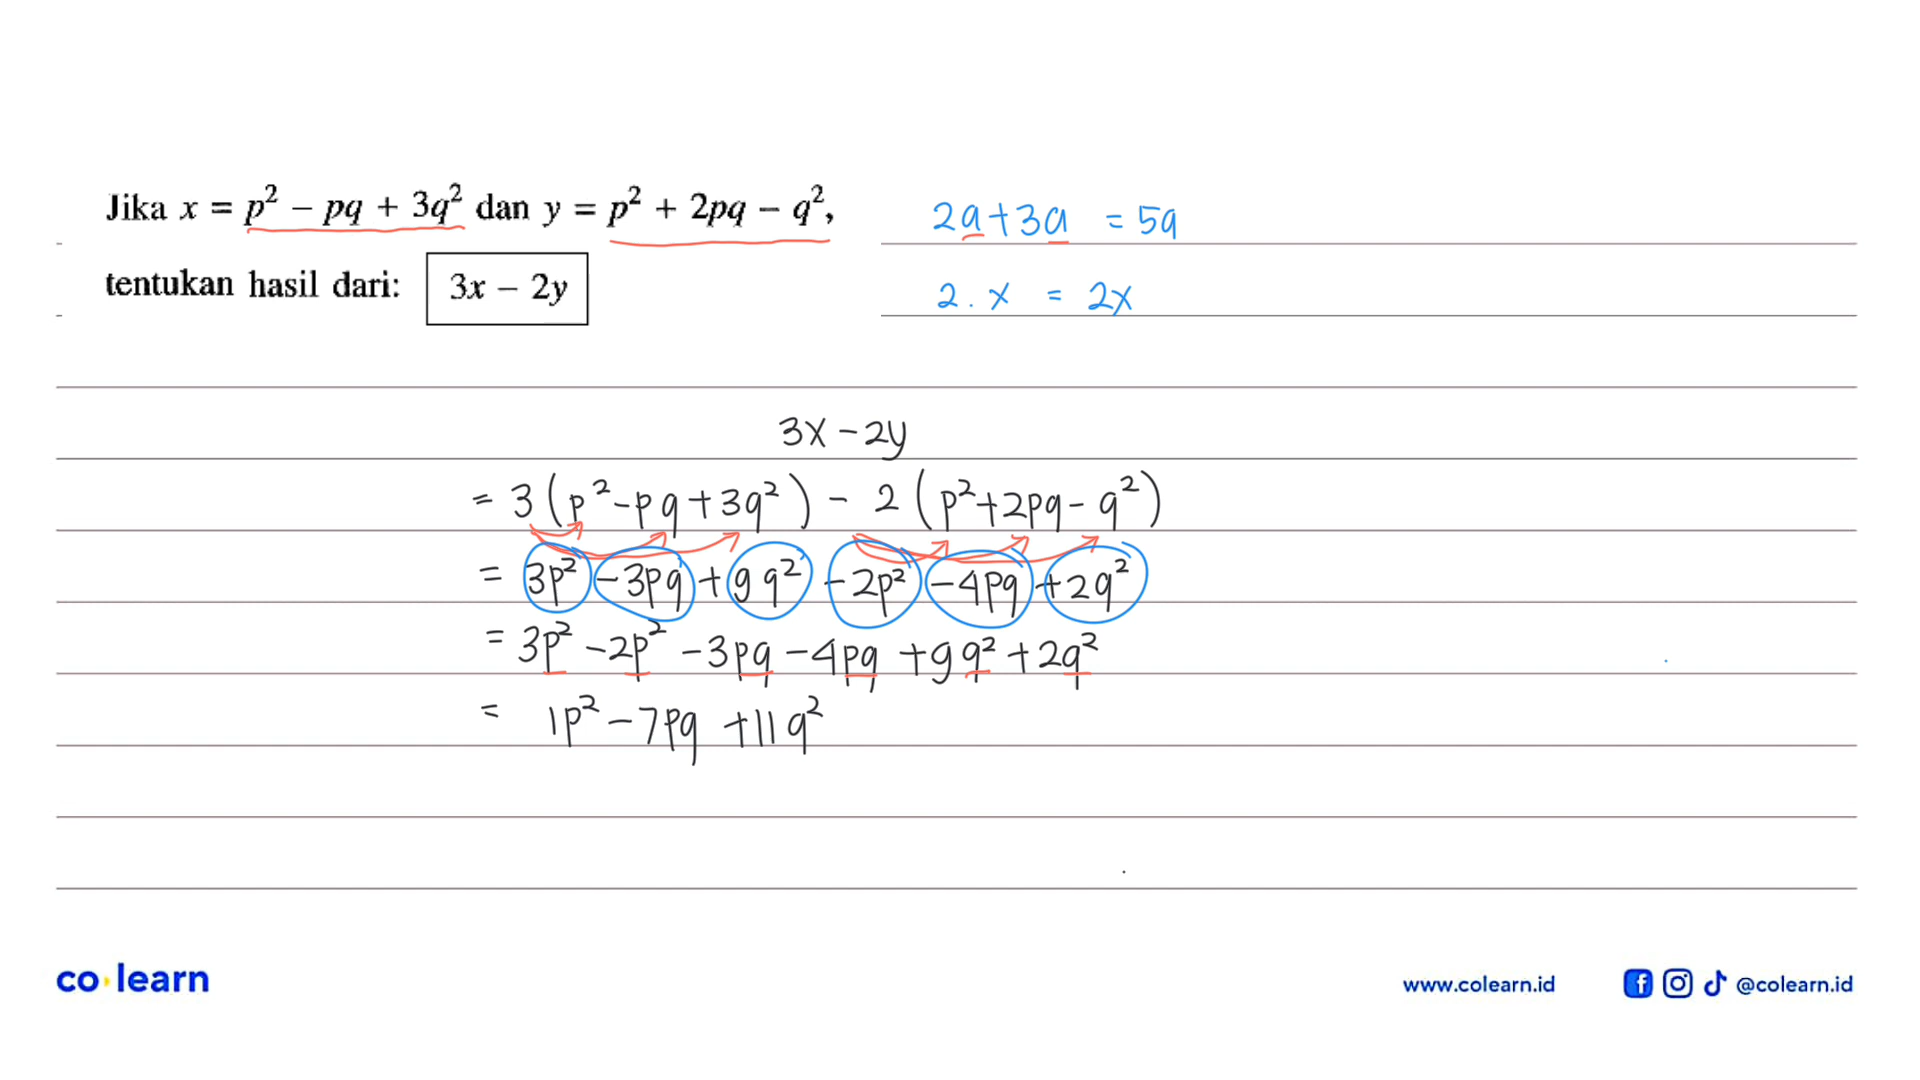 Jika x = p² – pq + 3q² dan y = p² + 2pq – q²,
tentukan hasil dari: 3x – 2y
2a+3a = 5a
2 . x = 2x
3x – 2y
= 3 (p² – pq + 3q²) – 2 (p² + 2pq – q²)
= 3p² – 3pq + 9q² – 2p² – 4pq + 2q²
= 3p² – 2p² – 3pq – 4pq + 9q² + 2q²
= 1p² – 7pq + 11q²
co learn
www.colearn.id
@colearn.id